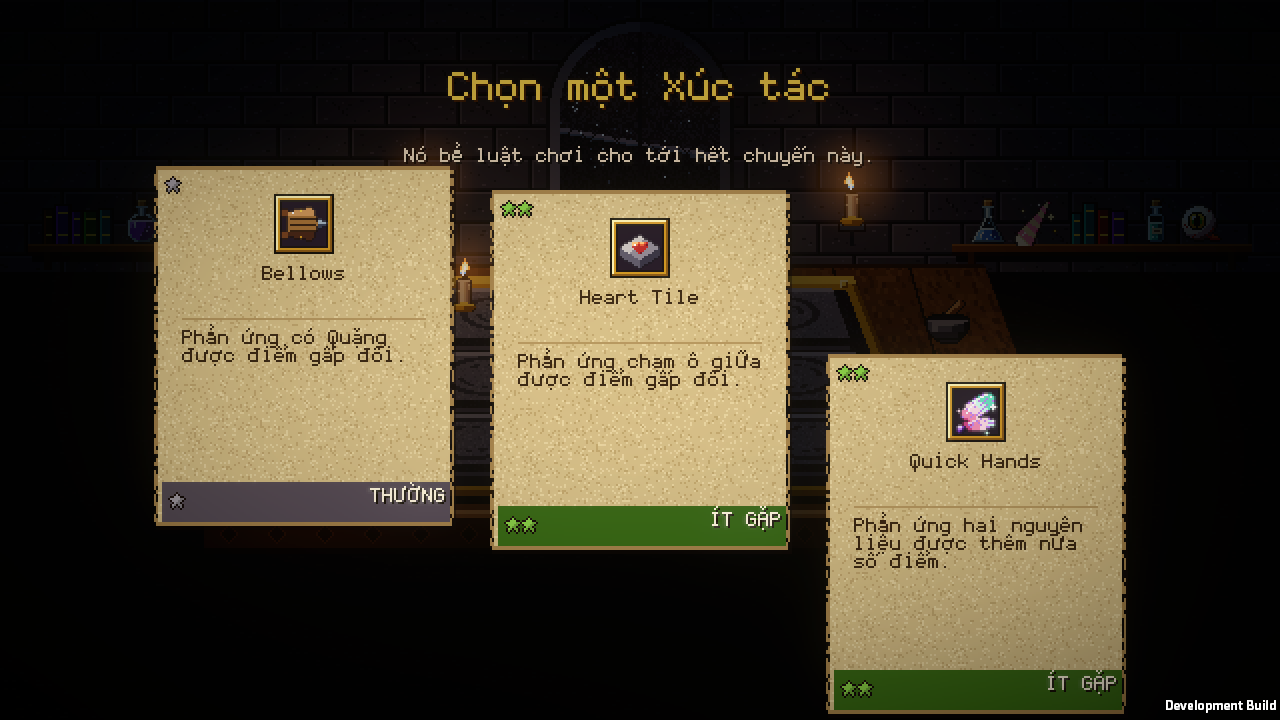 Chọn một Xúc tác
Nó bẻ luật chơi cho tới hết chuyến này.
Bellows
Phản ứng có Quặng
được điểm gấp đôi.
THƯỜNG
Heart Tile
Phản ứng chạm ô giữa
được điểm gấp đôi.
ÍT GẶP
Quick Hands
Phản ứng hai nguyên
liệu được thêm nửa
số điểm.
ÍT GẶP
Development Build